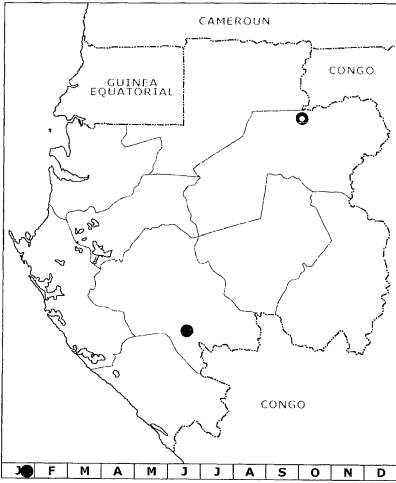 CAMEROUN
GUINEA
EQUATORIAL
CONGO
CONGO
J F M A M J J A S O N D